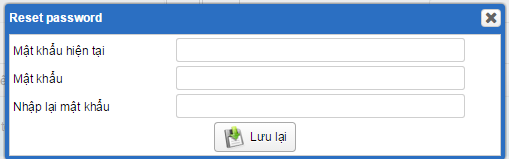 Reset password
Mật khẩu hiện tại
Mật khẩu
Nhập lại mật khẩu
Lưu lại